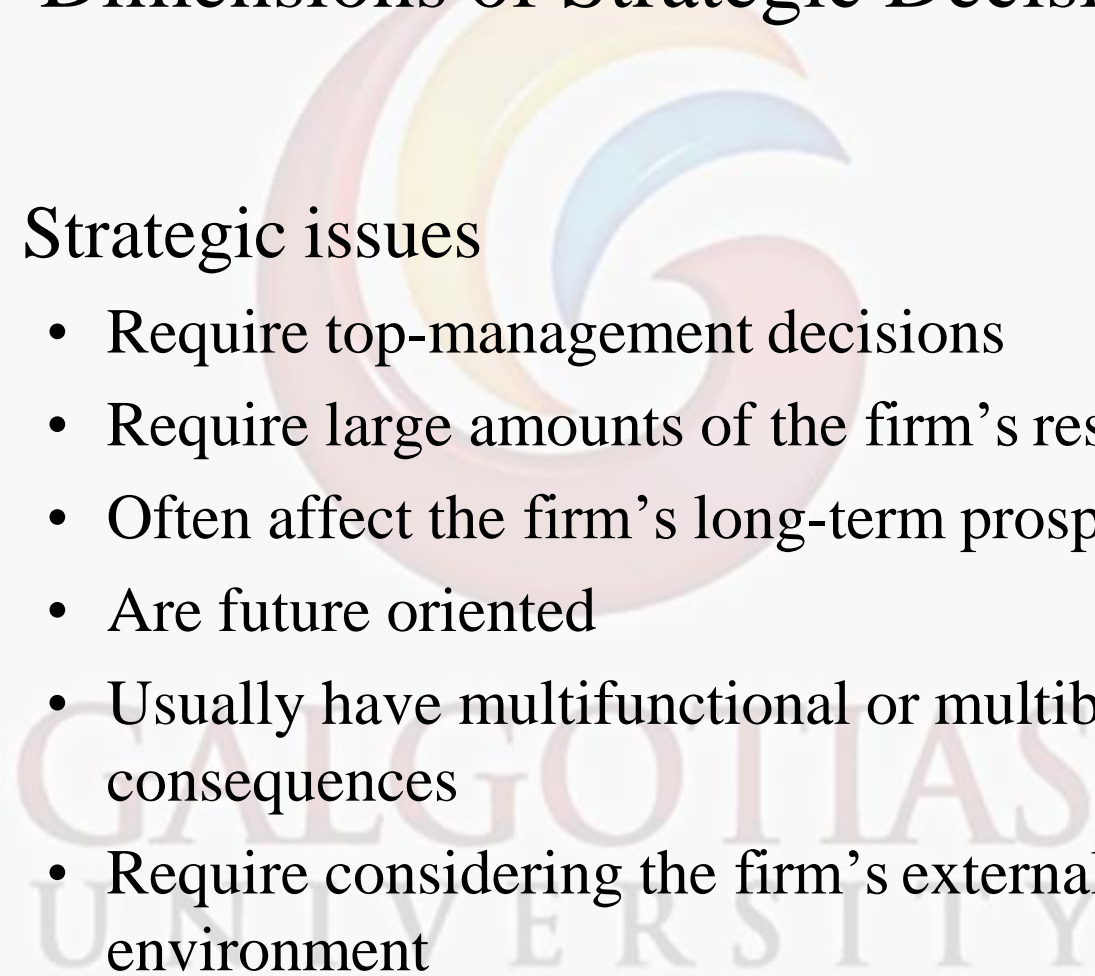 Dimensions of Strategic Decisi
Strategic issues
• Require top-management decisions
• Require large amounts of the firm’s res
• Often affect the firm’s long-term prosp
• Are future oriented
• Usually have multifunctional or multib
consequences
• Require considering the firm’s external
environment
GALGOTIAS
UNIVERSITY